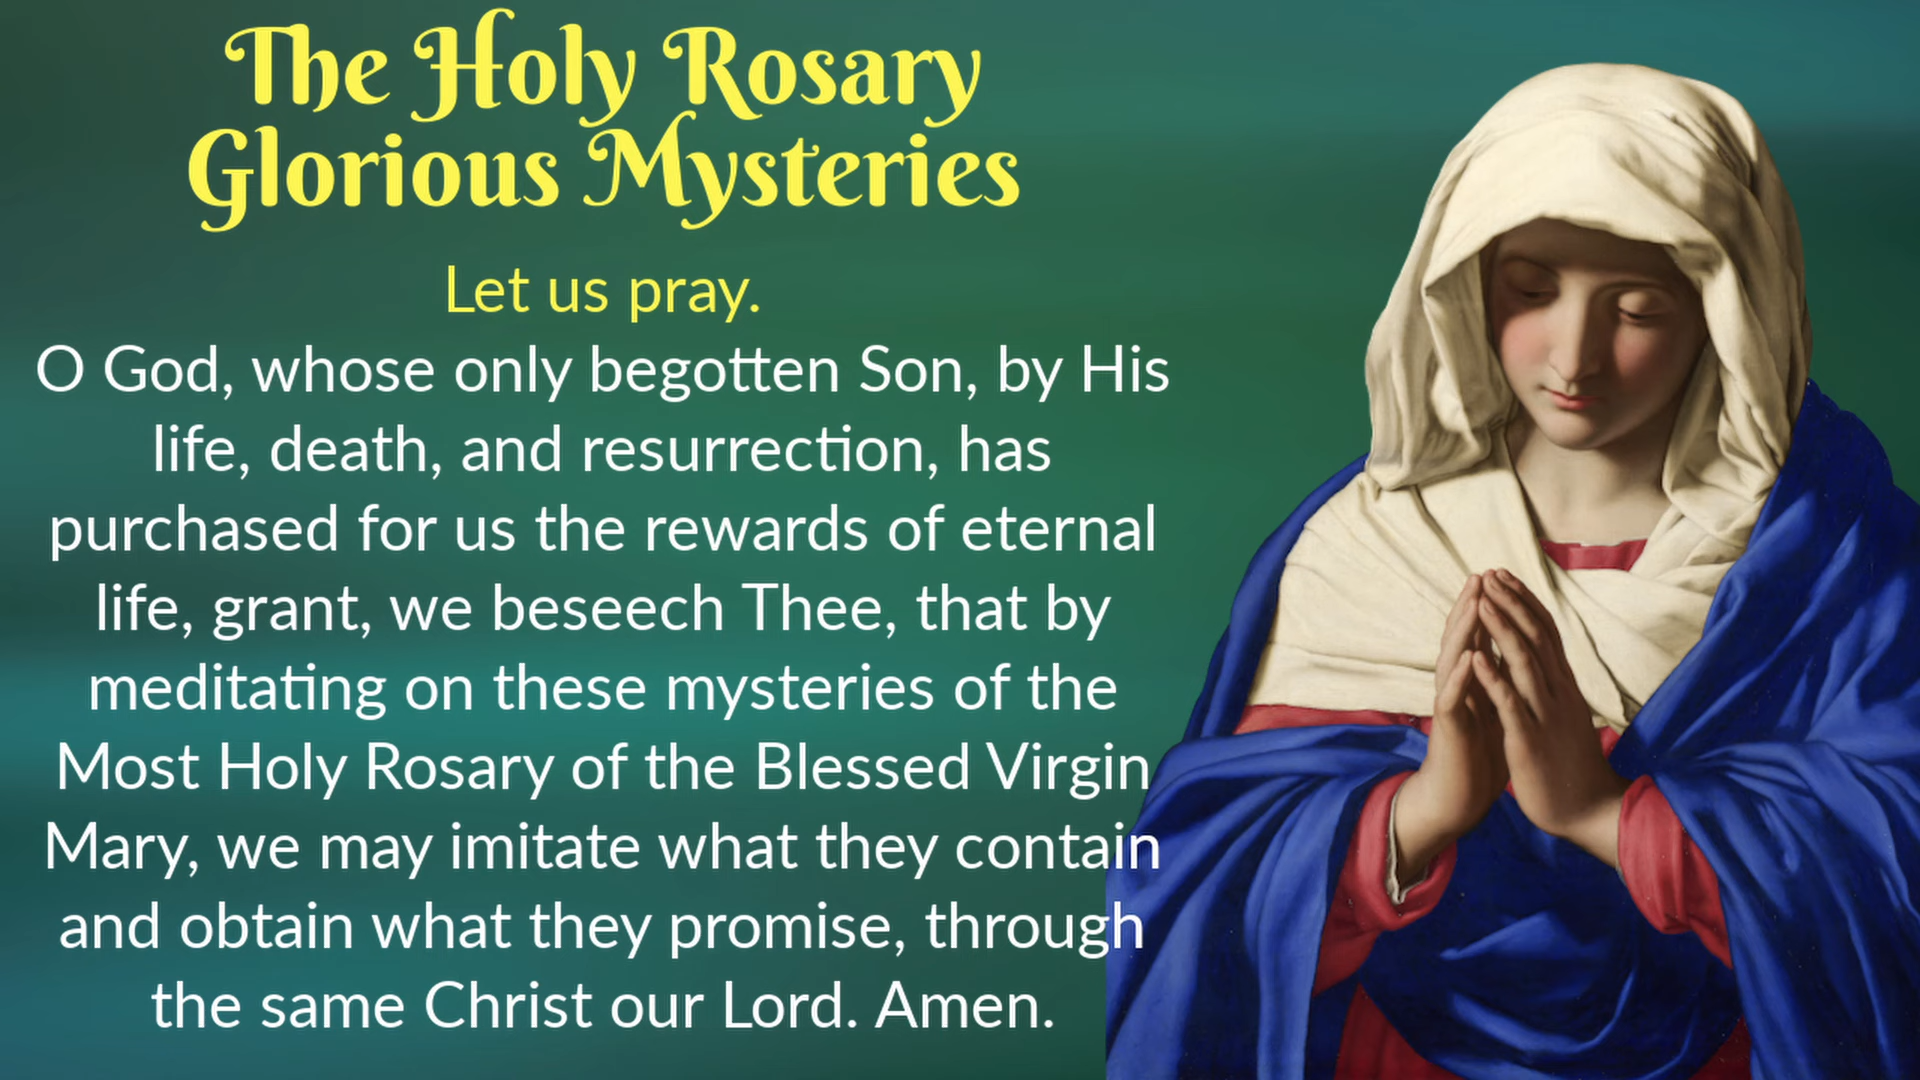 The Holy Rosary
Glorious Mysteries
Let us pray.
O God, whose only begotten Son, by His
life, death, and resurrection, has
purchased for us the rewards of eternal
life, grant, we beseech Thee, that by
meditating on these mysteries of the
Most Holy Rosary of the Blessed Virgin
Mary, we may imitate what they contain
and obtain what they promise, through
the same Christ our Lord. Amen.